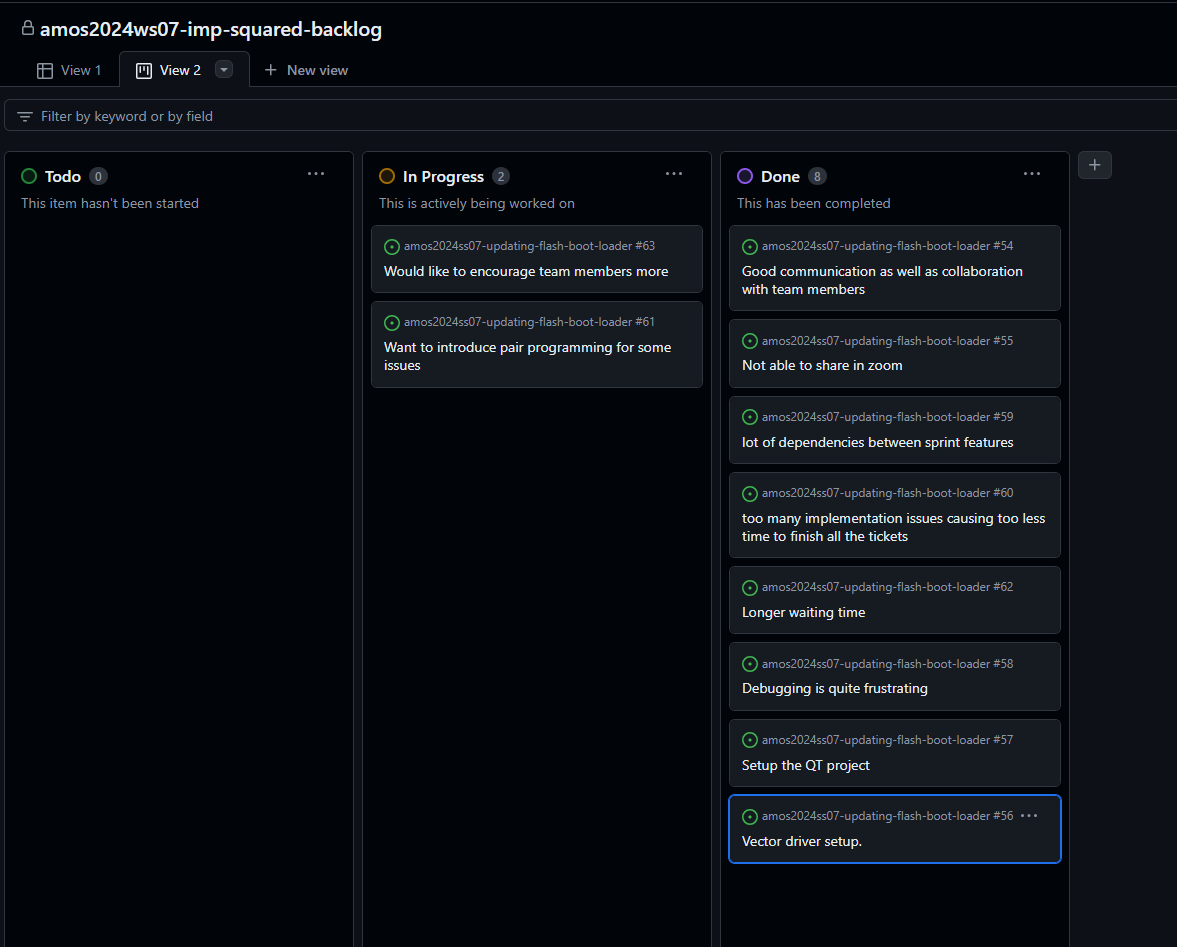 amos2024ws07-imp-squared-backlog
View 1
View 2
New view
Filter by keyword or by field
Todo 0
This item hasn't been started
In Progress 2
This is actively being worked on
amos2024ss07-updating-flash-boot-loader #63
Would like to encourage team members more
amos2024ss07-updating-flash-boot-loader #61
Want to introduce pair programming for some
issues
Done 8
This has been completed
amos2024ss07-updating-flash-boot-loader #54
Good communication as well as collaboration
with team members
amos2024ss07-updating-flash-boot-loader #55
Not able to share in zoom
amos2024ss07-updating-flash-boot-loader #59
lot of dependencies between sprint features
amos2024ss07-updating-flash-boot-loader #60
too many implementation issues causing too less
time to finish all the tickets
amos2024ss07-updating-flash-boot-loader #62
Longer waiting time
amos2024ss07-updating-flash-boot-loader #58
Debugging is quite frustrating
amos2024ss07-updating-flash-boot-loader #57
Setup the QT project
amos2024ss07-updating-flash-boot-loader #56
Vector driver setup.